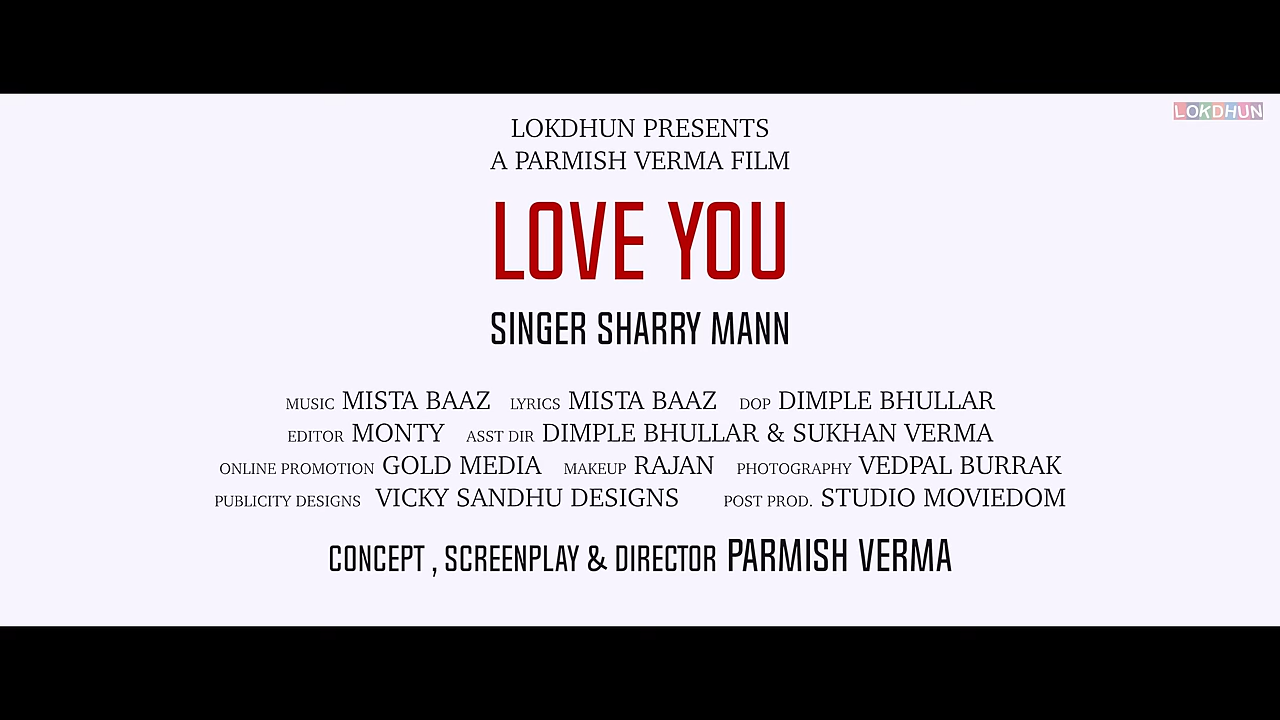 LOKDHUN
LOKDHUN PRESENTS
A PARMISH VERMA FILM
LOVE YOU
SINGER SHARRY MANN
MUSIC MISTA BAAZ LYRICS MISTA BAAZ DOP DIMPLE BHULLAR
EDITOR MONTY ASST DIR DIMPLE BHULLAR & SUKHAN VERMA
ONLINE PROMOTION GOLD MEDIA MAKEUP RAJAN PHOTOGRAPHY VEDPAL BURRAK
PUBLICITY DESIGNS VICKY SANDHU DESIGNS POST PROD. STUDIO MOVIEDOM
CONCEPT , SCREENPLAY & DIRECTOR PARMISH VERMA